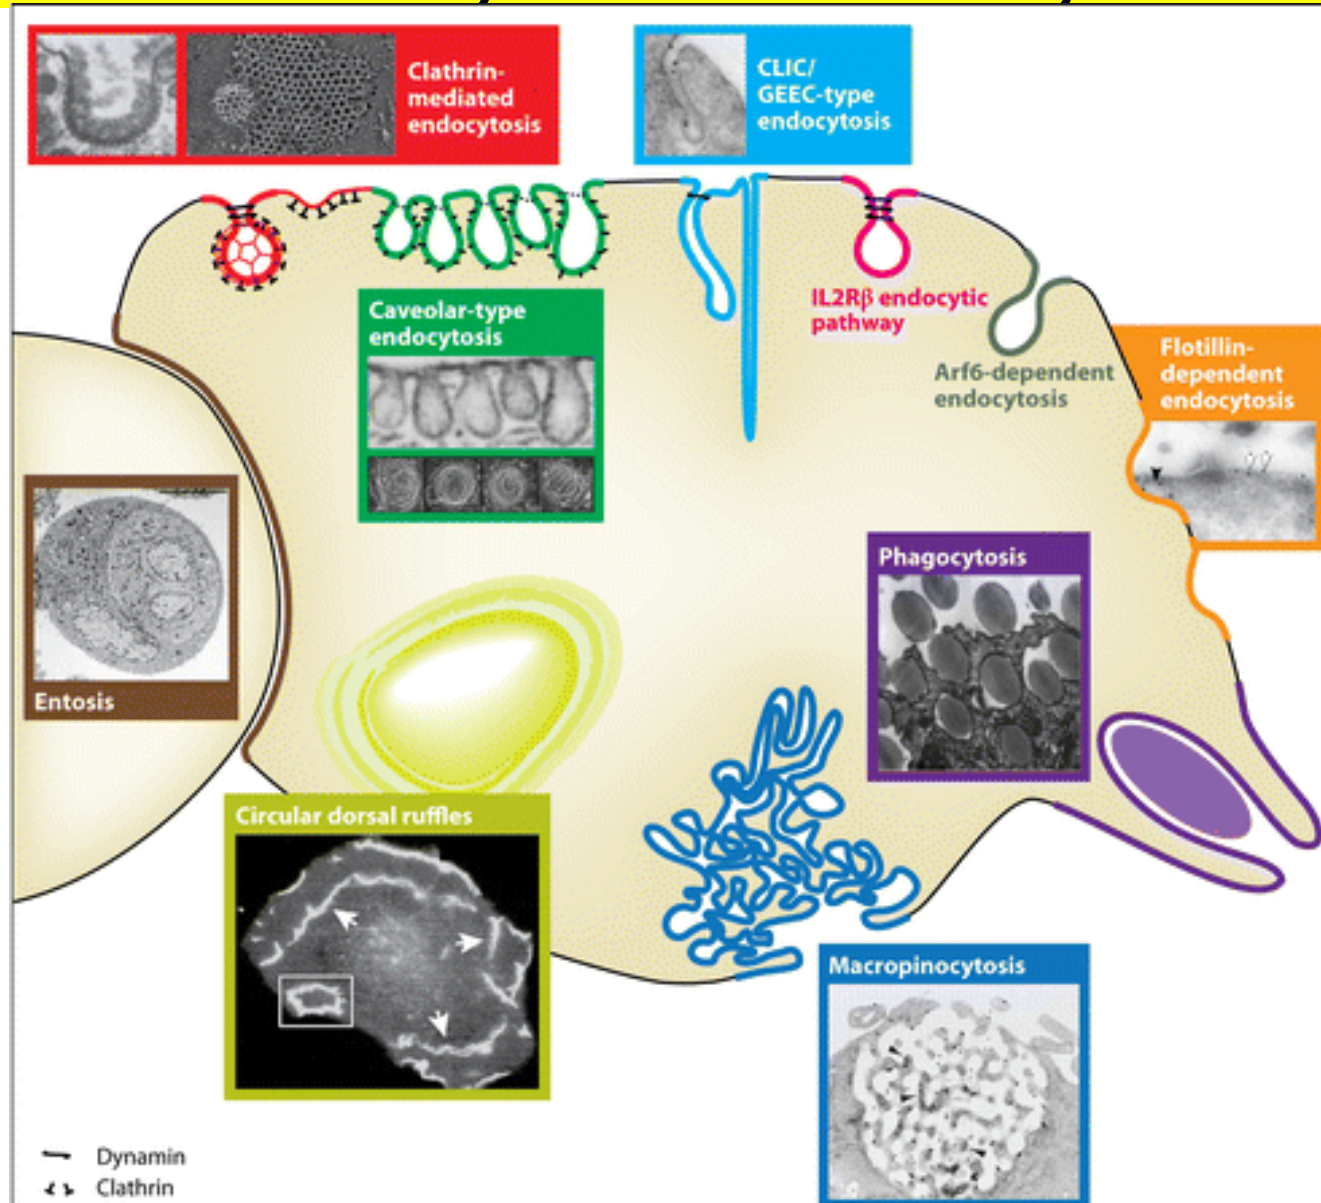 Clathrin-
mediated
endocytosis
CLIC/
GEEC-type
endocytosis
Caveolar-type
endocytosis
IL2Rβ endocytic
pathway
Arf6-dependent
endocytosis
Flotillin-
dependent
endocytosis
Entosis
Phagocytosis
Circular dorsal ruffles
Macropinocytosis
Dynamin
Clathrin